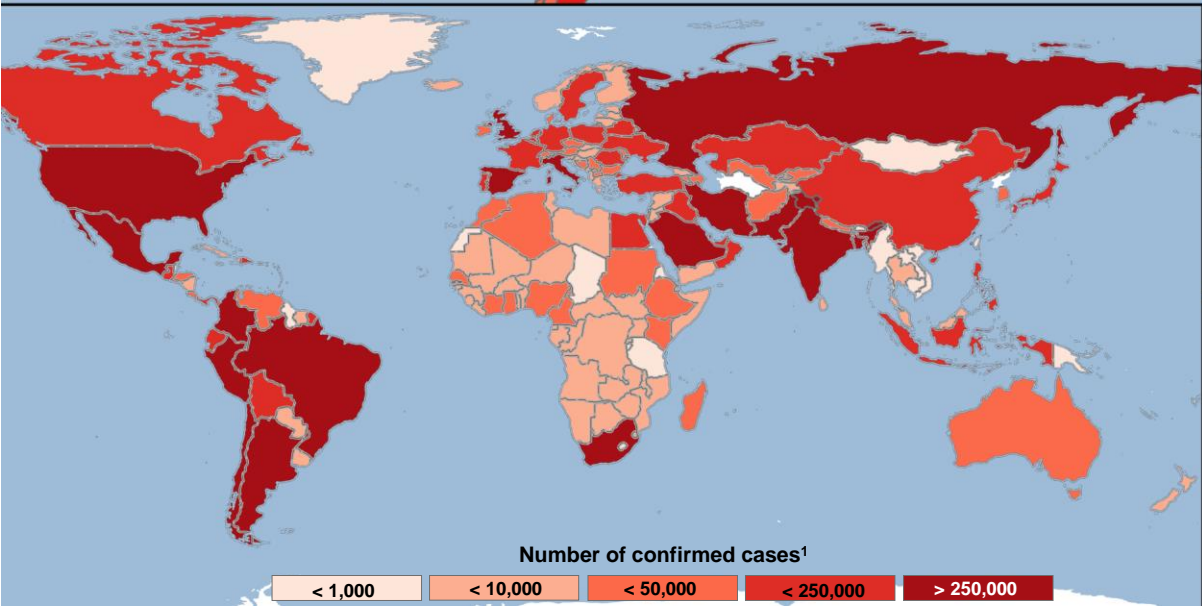 Number of confirmed cases¹
< 1,000 < 10,000 < 50,000 < 250,000 > 250,000